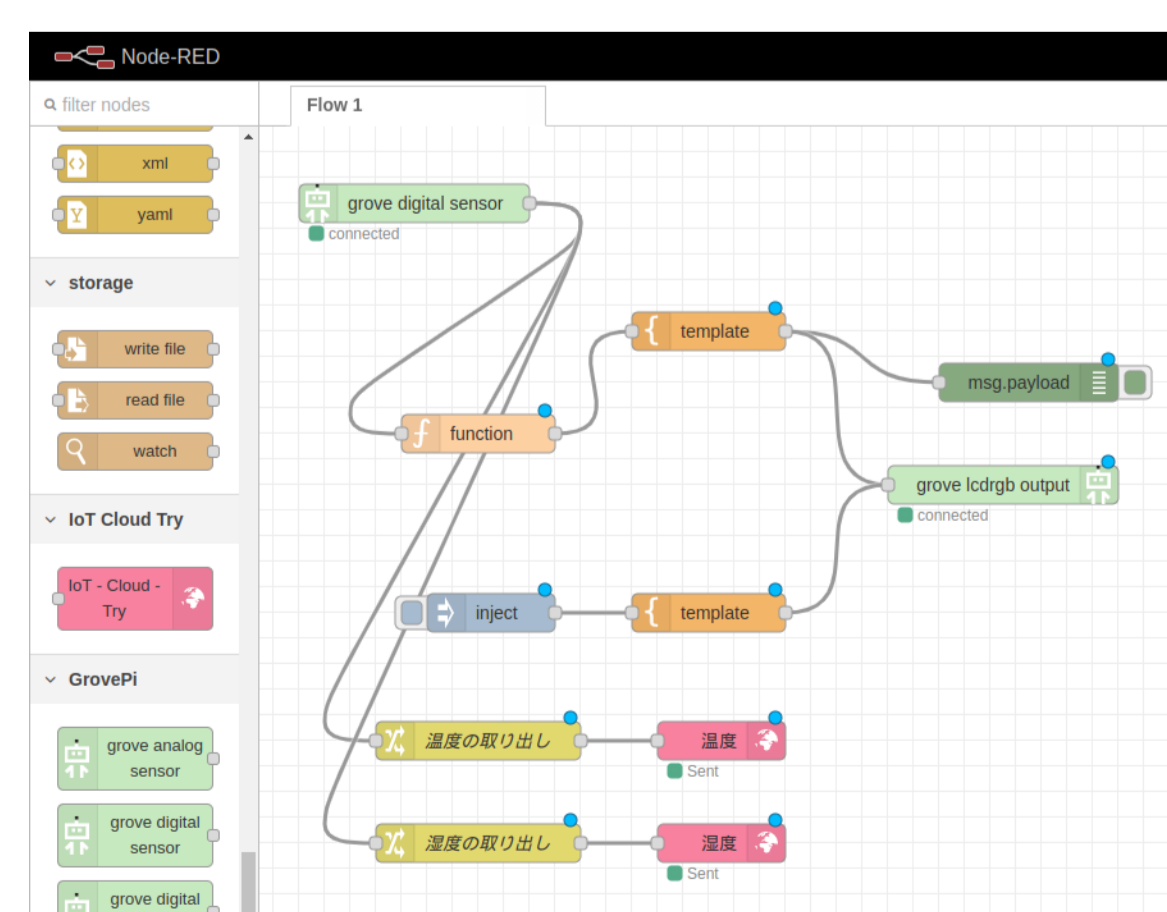 Node-RED
filter nodes
Flow 1
xml
yaml
storage
write file
read file
watch
IoT Cloud Try
IoT - Cloud -
Try
GrovePi
grove analog
sensor
grove digital
sensor
grove digital
grove digital sensor
connected
template
msg.payload
function
grove lcdrgb output
connected
inject
template
温度の取り出し
温度
Sent
湿度の取り出し
湿度
Sent